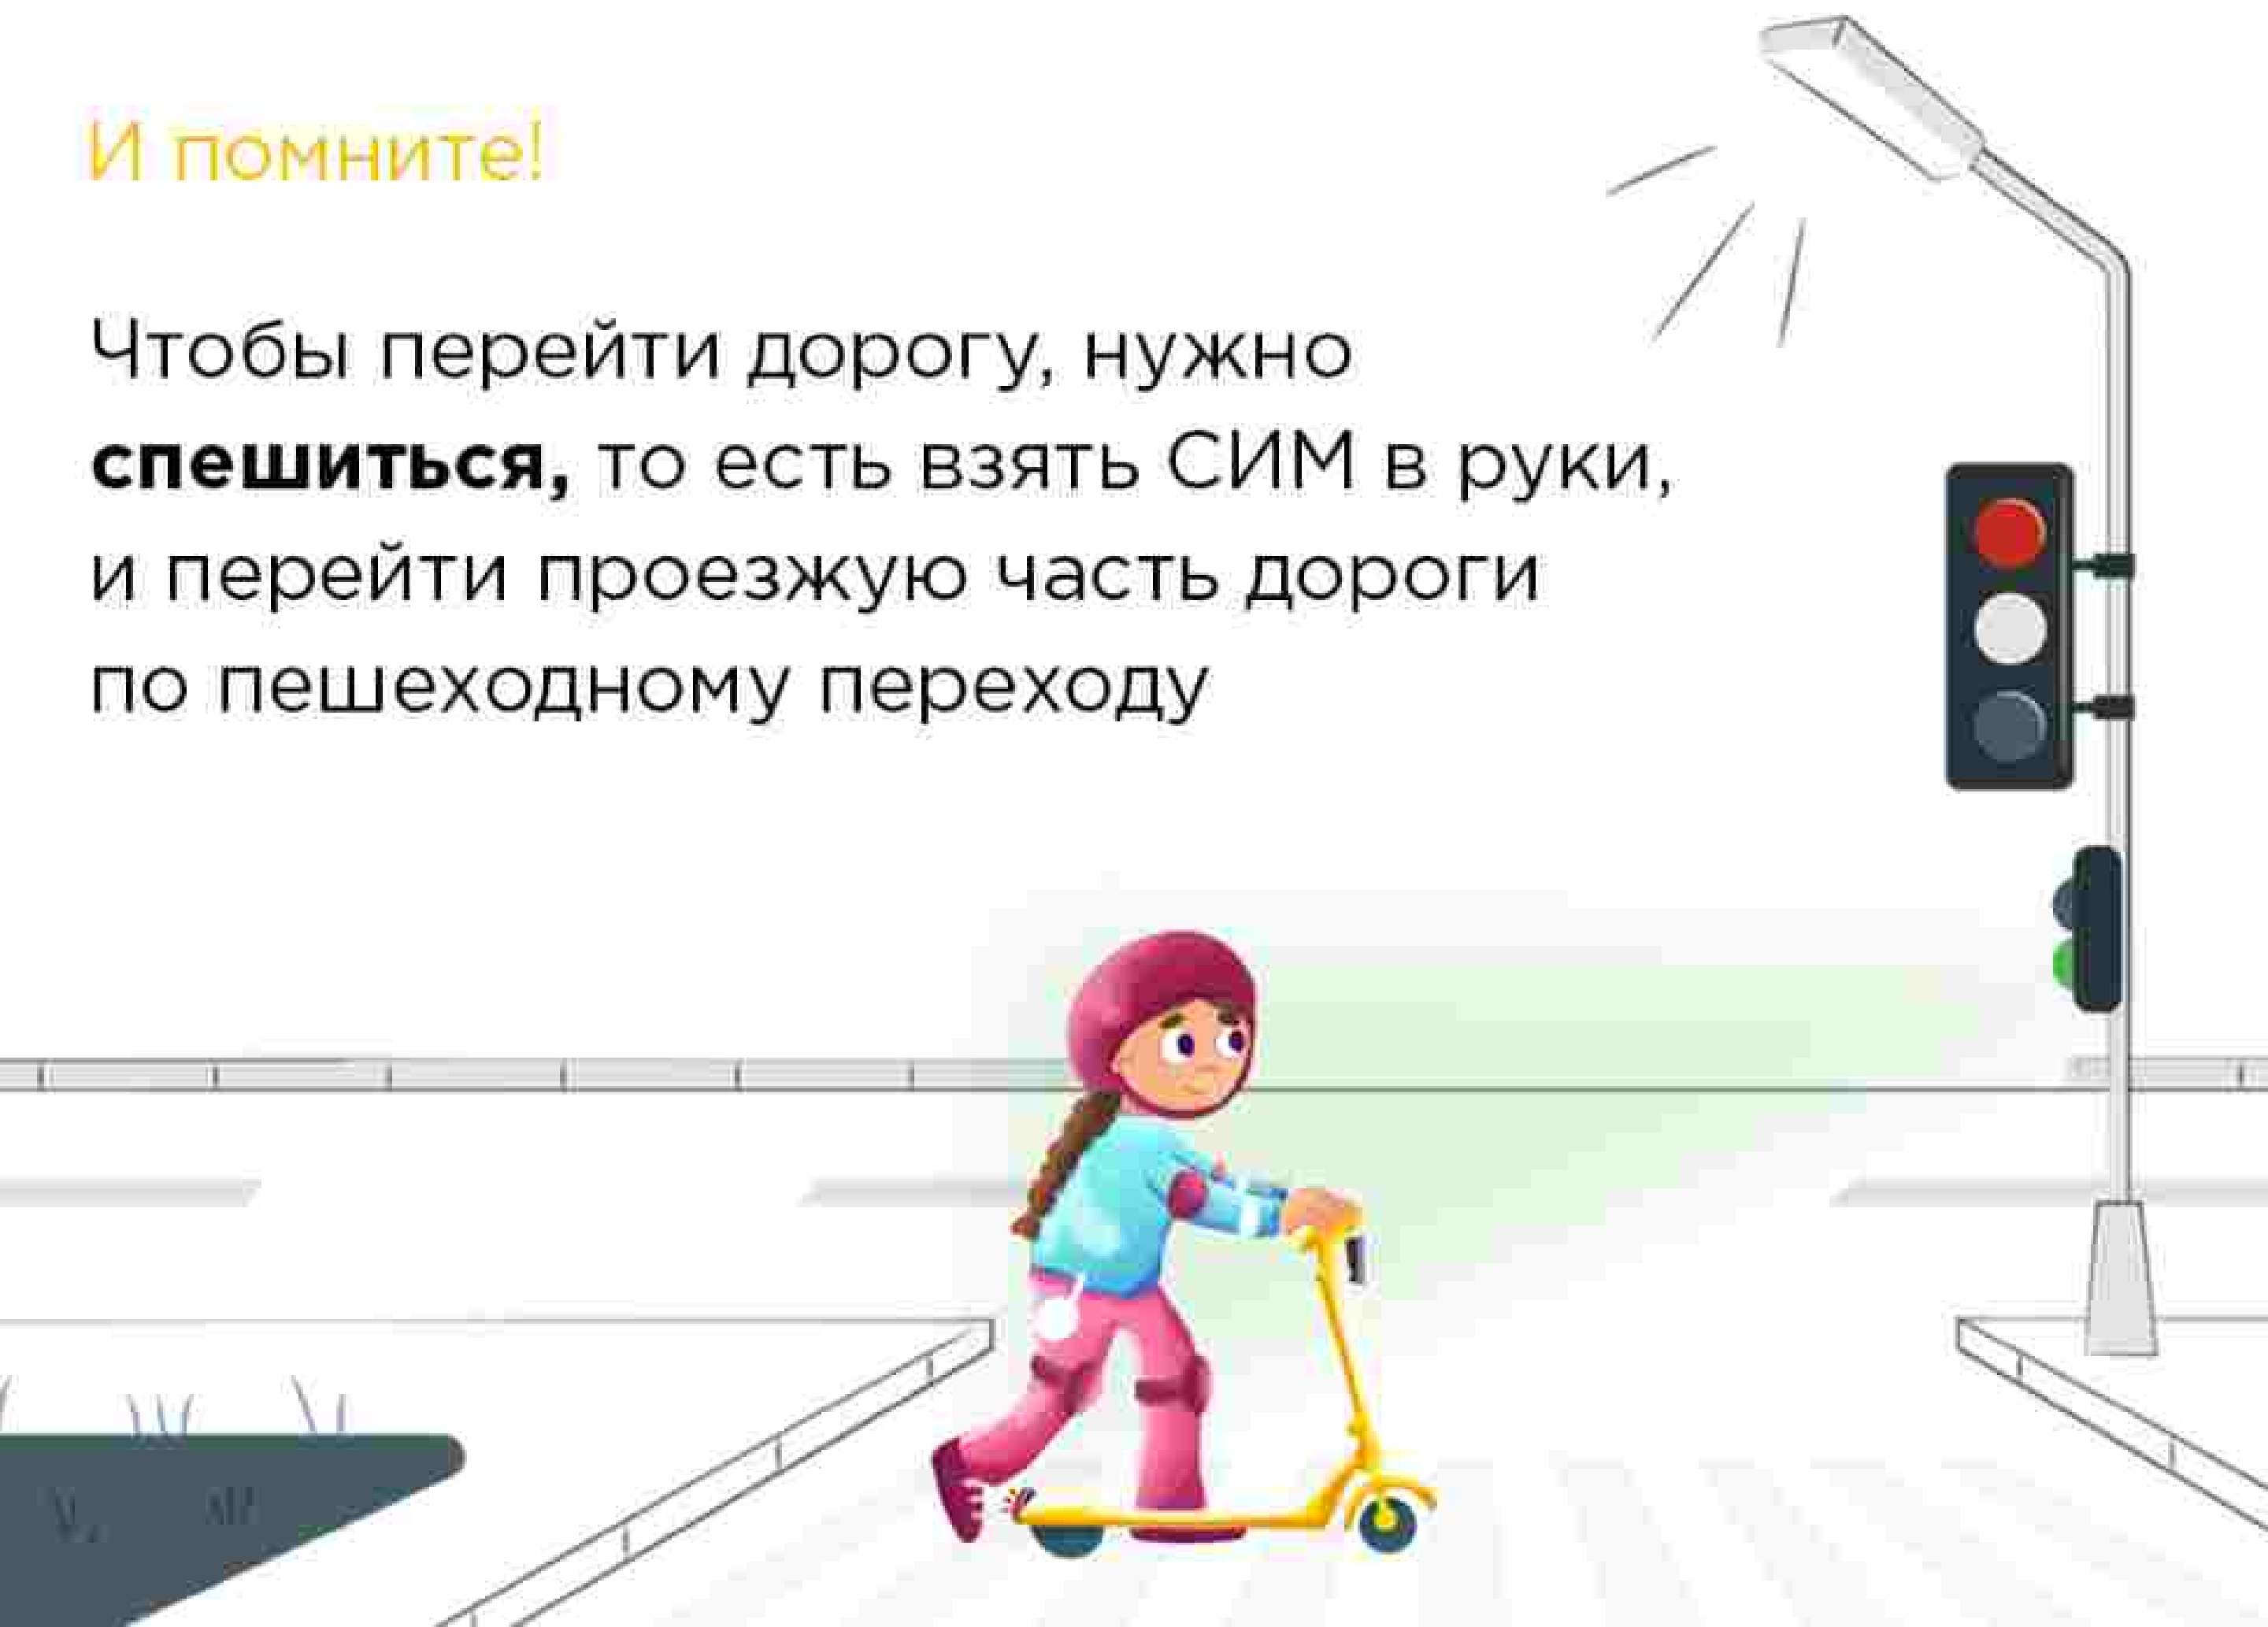 И помните!
Чтобы перейти дорогу, нужно
спешиться, то есть взять СИМ в руки,
и перейти проезжую часть дороги
по пешеходному переходу